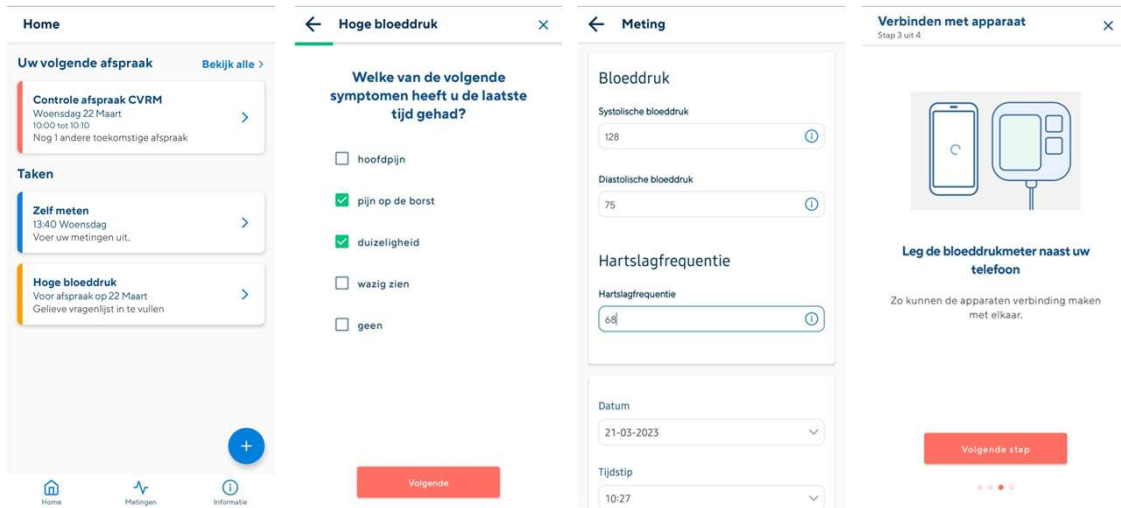 Home
Uw volgende afspraak
Bekijk alle >
Controle afspraak CVRM
Woensdag 22 Maart
10:00 tot 10:10
Nog 1 andere toekomstige afspraak
Taken
Zelf meten
13:40 Woensdag
Voer uw metingen uit.
Hoge bloeddruk
Voor afspraak op 22 Maart
Gelieve vragenlijst in te vullen
Home
Metingen
Informatie
Hoge bloeddruk
Welke van de volgende
symptomen heeft u de laatste
tijd gehad?
hoofdpijn
pijn op de borst
duizeligheid
wazig zien
geen
Volgende
Meting
Bloeddruk
Systolische bloeddruk
128
Diastolische bloeddruk
75
Hartslagfrequentie
Hartslagfrequentie
68
Datum
21-03-2023
Tijdstip
10:27
Verbinden met apparaat
Stap 3 uit 4
Leg de bloeddrukmeter naast uw
telefoon
Zo kunnen de apparaten verbinding maken
met elkaar.
Volgende stap